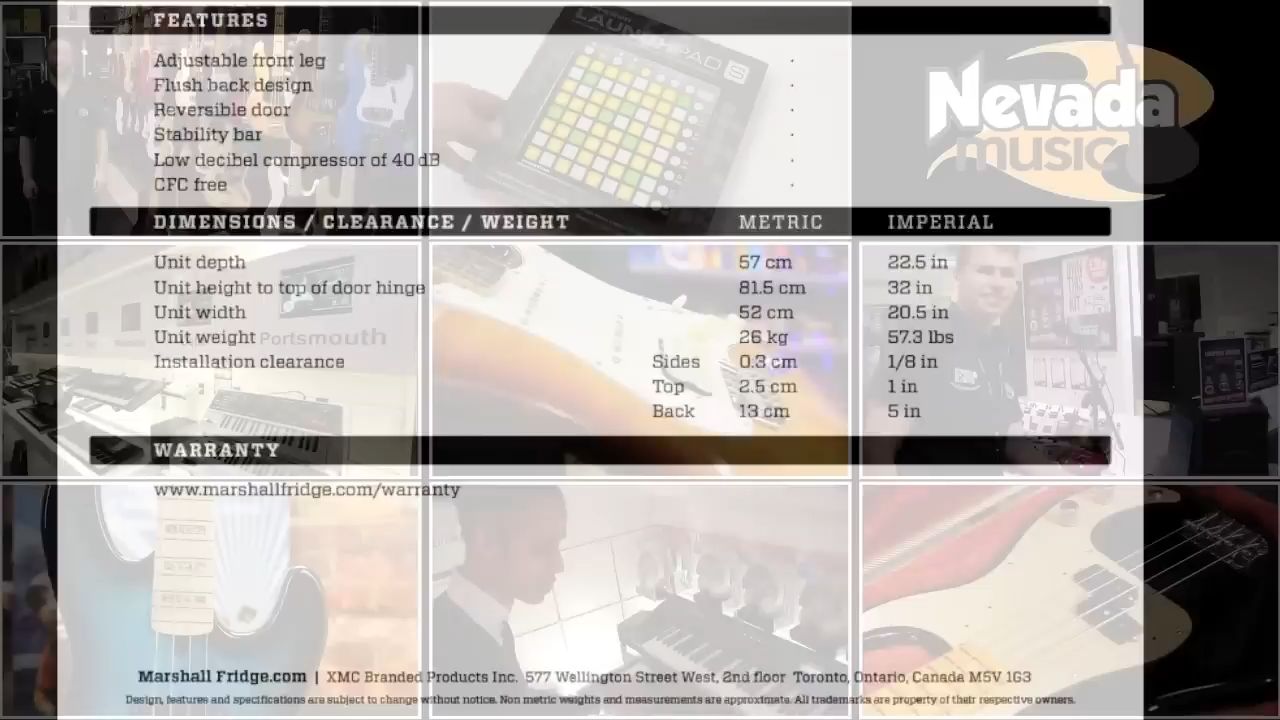 FEATURES
LAUNCHPAD S
Adjustable front leg
Flush back design
Reversible door
Stability bar
Low decibel compressor of 40 dB
CFC free
Nevada
music
DIMENSIONS / CLEARANCE / WEIGHT METRIC IMPERIAL
Unit depth 57 cm 22.5 in
Unit height to top of door hinge 81.5 cm 32 in
Unit width 52 cm 20.5 in
Unit weight 26 kg 57.3 lbs
Portsmouth
Installation clearance Sides 0.3 cm 1/8 in
Top 2.5 cm 1 in
Back 13 cm 5 in
WARRANTY
www.marshallfridge.com/warranty
Marshall Fridge.com | XMC Branded Products Inc. 577 Wellington Street West, 2nd floor Toronto, Ontario, Canada M5V 1G3
Design, features and specifications are subject to change without notice. Non metric weights and measurements are approximate. All trademarks are property of their respective owners.